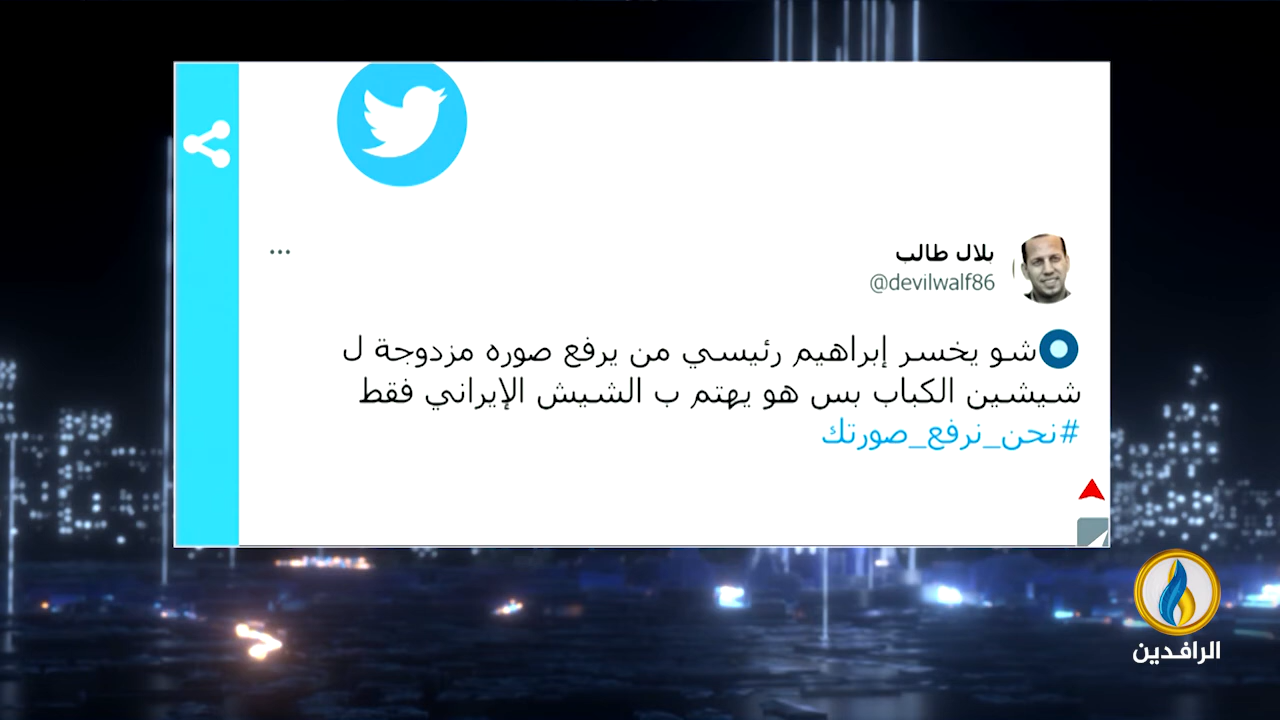 بلال طالب
@devilwalf86
شو يخسر إبراهيم رئيسي من يرفع صوره مزدوجة ل
شيشين الكباب بس هو يهتم ب الشيش الإيراني فقط
#نحن_نرفع_صورتك
الرافدين